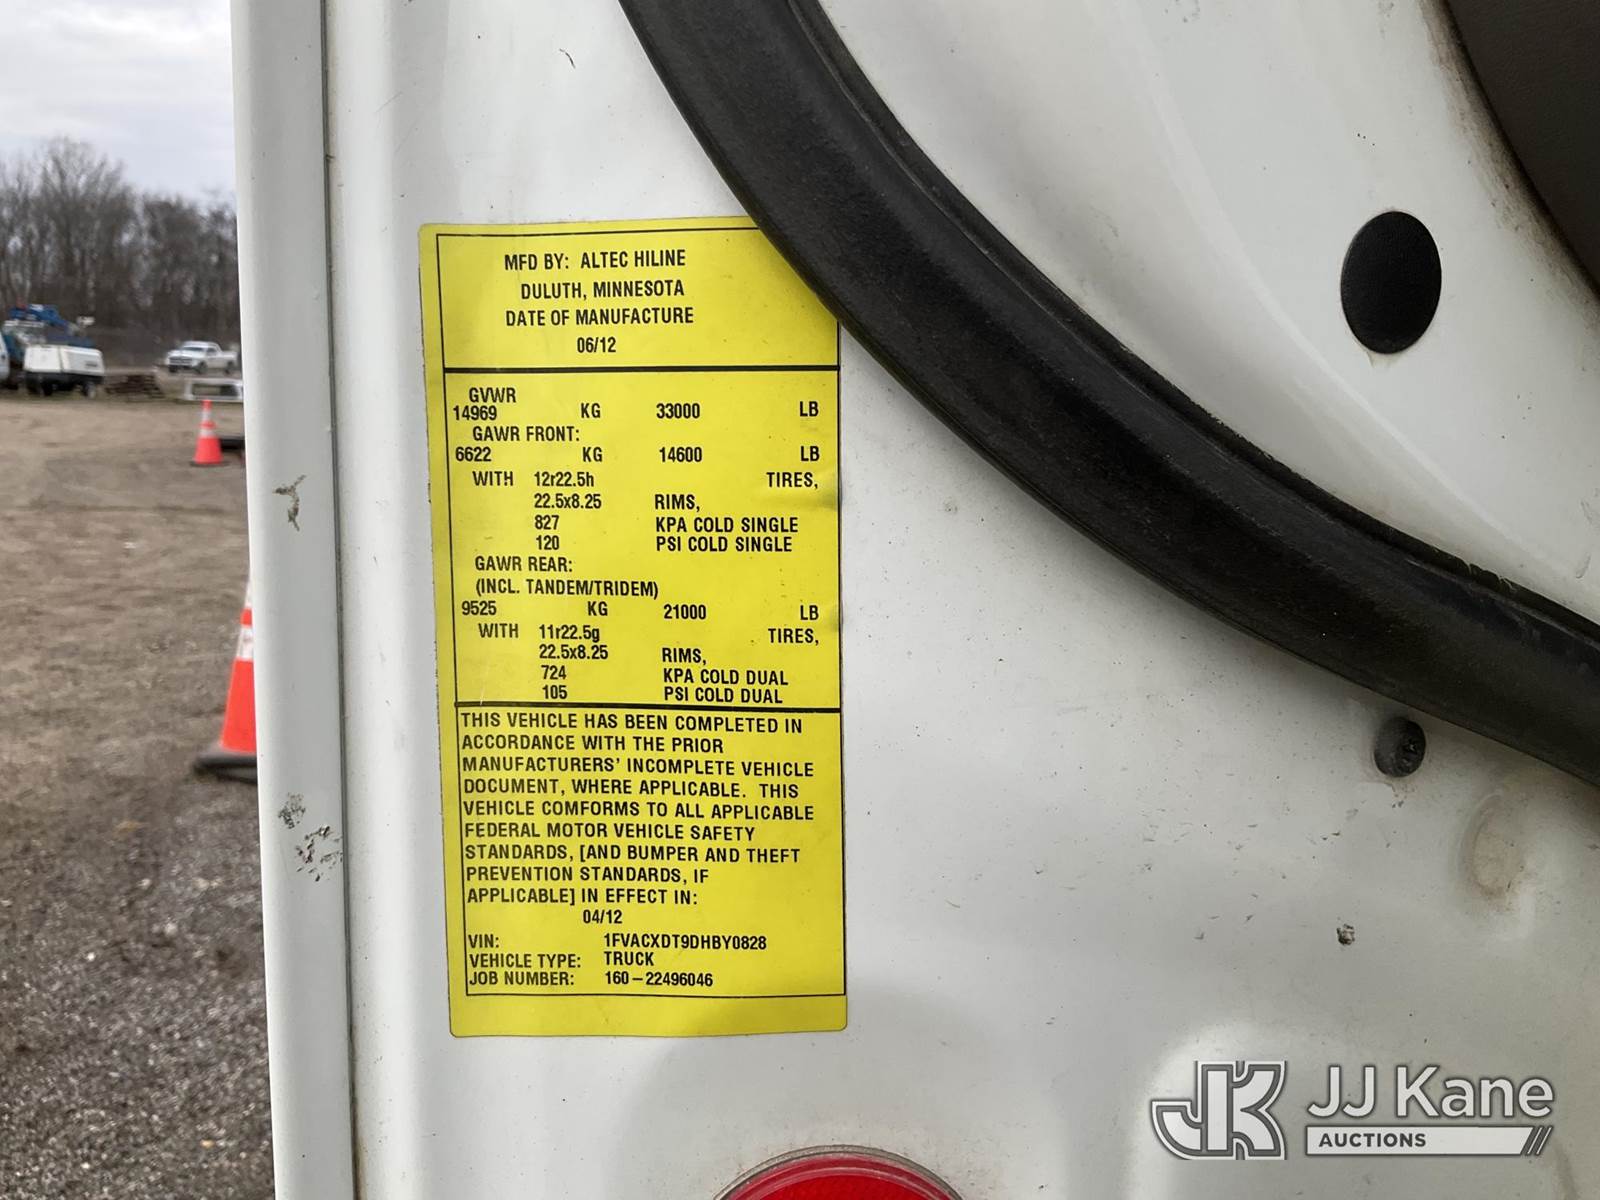 MFD BY: ALTEC HILINE
DULUTH, MINNESOTA
DATE OF MANUFACTURE
06/12
GVWR
14969 KG 33000 LB
GAWR FRONT:
6622 KG 14600 LB
WITH 12r22.5h TIRES,
22.5x8.25 RIMS,
827 KPA COLD SINGLE
120 PSI COLD SINGLE
GAWR REAR:
(INCL. TANDEM/TRIDEM)
9525 KG 21000 LB
WITH 11r22.5g TIRES,
22.5x8.25 RIMS,
724 KPA COLD DUAL
105 PSI COLD DUAL
THIS VEHICLE HAS BEEN COMPLETED IN
ACCORDANCE WITH THE PRIOR
MANUFACTURERS' INCOMPLETE VEHICLE
DOCUMENT, WHERE APPLICABLE. THIS
VEHICLE COMFORMS TO ALL APPLICABLE
FEDERAL MOTOR VEHICLE SAFETY
STANDARDS, [AND BUMPER AND THEFT
PREVENTION STANDARDS, IF
APPLICABLE] IN EFFECT IN:
04/12
VIN: 1FVACXDT9DHBY0828
VEHICLE TYPE: TRUCK
JOB NUMBER: 160-22496046
JK JJ Kane
AUCTIONS